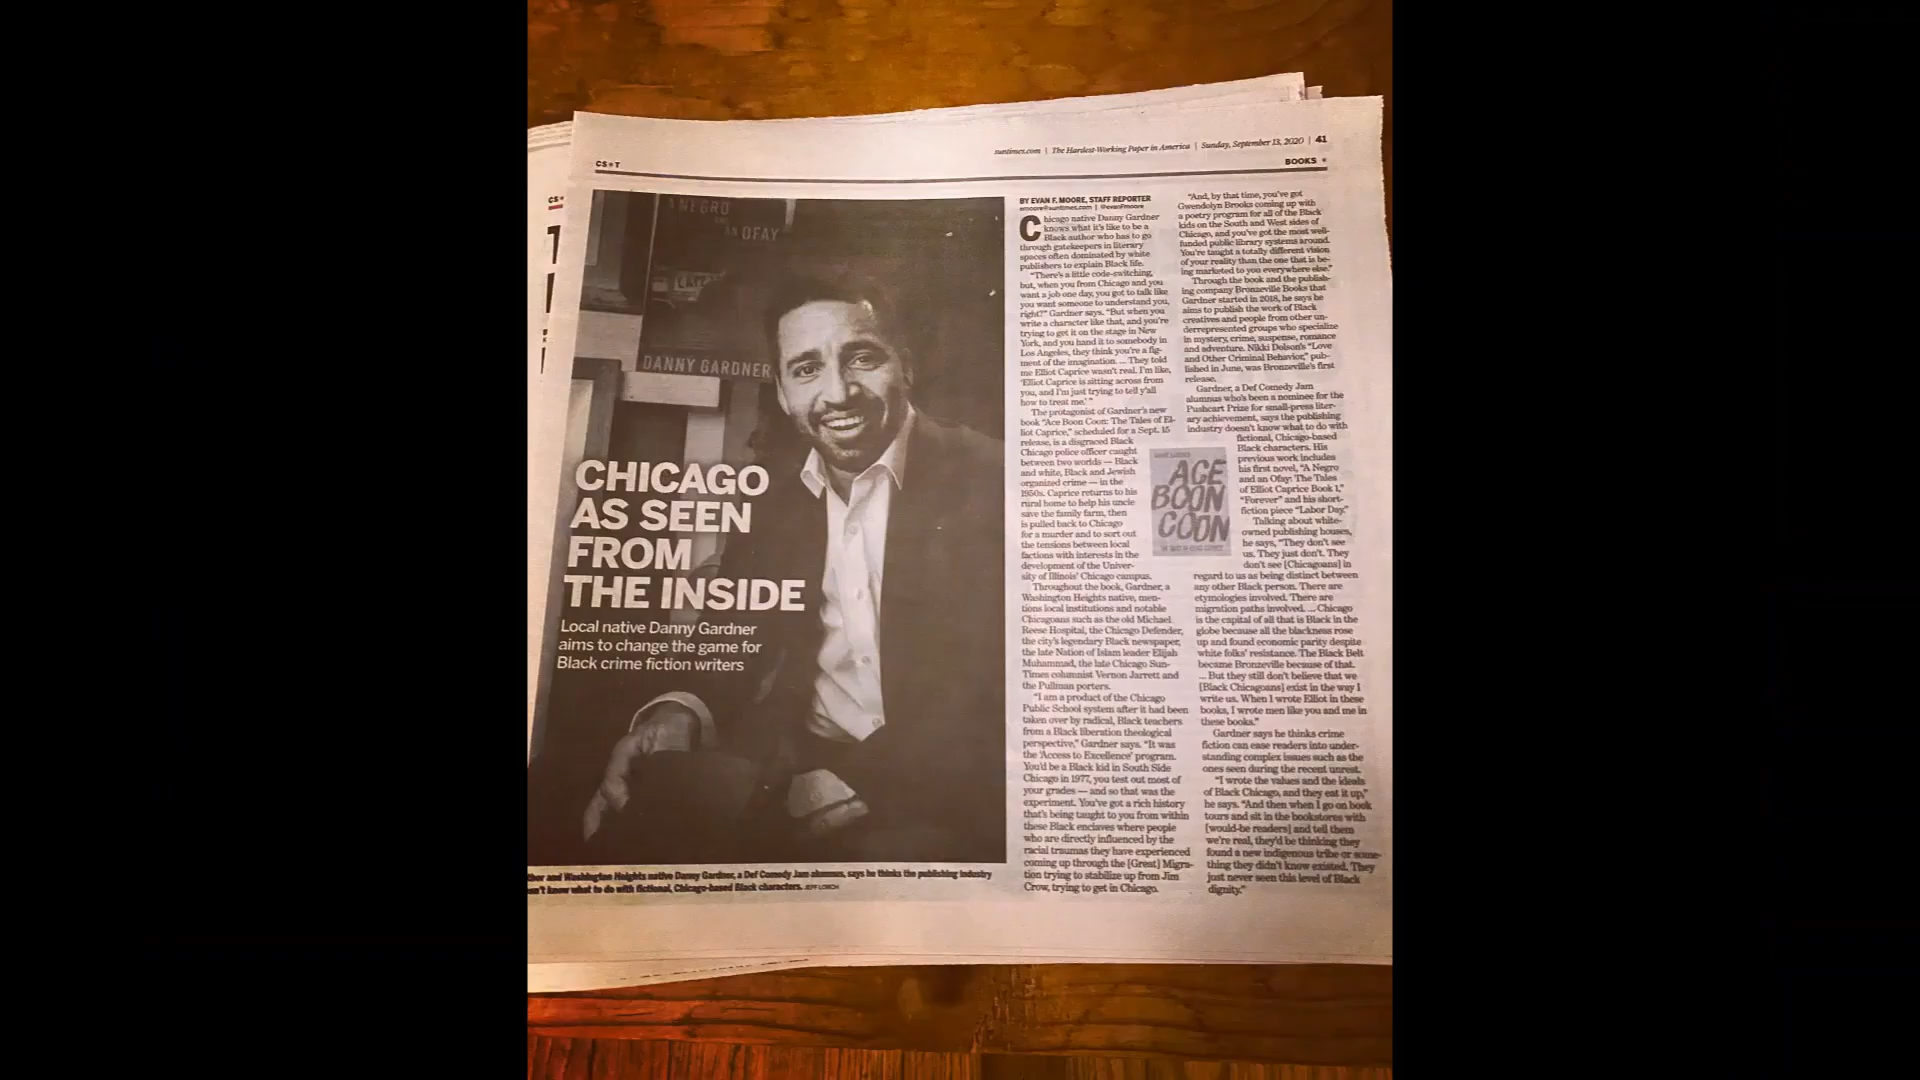 suntimes.com | The Hardest-Working Paper in America | Sunday, September 13, 2020 | 41
CS★T
BOOKS ★
CS★
A NEGRO
AND
AN OFAY
DANNY GARDNER
CHICAGO
AS SEEN
FROM
THE INSIDE
Local native Danny Gardner
aims to change the game for
Black crime fiction writers
hor and Washington Heights native Danny Gardner, a Def Comedy Jam alumnus, says he thinks the publishing industry
n't know what to do with fictional, Chicago-based Black characters. JEFF LORCH
BY EVAN F. MOORE, STAFF REPORTER
emoore@suntimes.com | @evanFmoore
Chicago native Danny Gardner
knows what it's like to be a
Black author who has to go
through gatekeepers in literary
spaces often dominated by white
publishers to explain Black life.
"There's a little code-switching,
but, when you from Chicago and you
want a job one day, you got to talk like
you want someone to understand you,
right?" Gardner says. "But when you
write a character like that, and you're
trying to get it on the stage in New
York, and you hand it to somebody in
Los Angeles, they think you're a fig-
ment of the imagination. ... They told
me Elliot Caprice wasn't real. I'm like,
'Elliot Caprice is sitting across from
you, and I'm just trying to tell y'all
how to treat me.' "
The protagonist of Gardner's new
book "Ace Boon Coon: The Tales of El-
liot Caprice," scheduled for a Sept. 15
release, is a disgraced Black
Chicago police officer caught
between two worlds — Black
and white, Black and Jewish
organized crime — in the
1950s. Caprice returns to his
rural home to help his uncle
save the family farm, then
is pulled back to Chicago
for a murder and to sort out
the tensions between local
factions with interests in the
development of the Univer-
sity of Illinois' Chicago campus.
Throughout the book, Gardner, a
Washington Heights native, men-
tions local institutions and notable
Chicagoans such as the old Michael
Reese Hospital, the Chicago Defender,
the city's legendary Black newspaper,
the late Nation of Islam leader Elijah
Muhammad, the late Chicago Sun-
Times columnist Vernon Jarrett and
the Pullman porters.
"I am a product of the Chicago
Public School system after it had been
taken over by radical, Black teachers
from a Black liberation theological
perspective," Gardner says. "It was
the 'Access to Excellence' program.
You'd be a Black kid in South Side
Chicago in 1977, you test out most of
your grades — and so that was the
experiment. You've got a rich history
that's being taught to you from within
these Black enclaves where people
who are directly influenced by the
racial traumas they have experienced
coming up through the [Great] Migra-
tion trying to stabilize up from Jim
Crow, trying to get in Chicago.
"And, by that time, you've got
Gwendolyn Brooks coming up with
a poetry program for all of the Black
kids on the South and West sides of
Chicago, and you've got the most well-
funded public library systems around.
You're taught a totally different vision
of your reality than the one that is be-
ing marketed to you everywhere else."
Through the book and the publish-
ing company Bronzeville Books that
Gardner started in 2018, he says he
aims to publish the work of Black
creatives and people from other un-
derrepresented groups who specialize
in mystery, crime, suspense, romance
and adventure. Nikki Dolson's "Love
and Other Criminal Behavior," pub-
lished in June, was Bronzeville's first
release.
Gardner, a Def Comedy Jam
alumnus who's been a nominee for the
Pushcart Prize for small-press liter-
ary achievement, says the publishing
industry doesn't know what to do with
fictional, Chicago-based
Black characters. His
previous work includes
his first novel, "A Negro
and an Ofay: The Tales
of Elliot Caprice Book 1,"
"Forever" and his short-
fiction piece "Labor Day."
Talking about white-
owned publishing houses,
he says, "They don't see
us. They just don't. They
don't see [Chicagoans] in
regard to us as being distinct between
any other Black person. There are
etymologies involved. There are
migration paths involved. ... Chicago
is the capital of all that is Black in the
globe because all the blackness rose
up and found economic parity despite
white folks' resistance. The Black Belt
became Bronzeville because of that.
... But they still don't believe that we
[Black Chicagoans] exist in the way I
write us. When I wrote Elliot in these
books, I wrote men like you and me in
these books."
Gardner says he thinks crime
fiction can ease readers into under-
standing complex issues such as the
ones seen during the recent unrest.
"I wrote the values and the ideals
of Black Chicago, and they eat it up,"
he says. "And then when I go on book
tours and sit in the bookstores with
[would-be readers] and tell them
we're real, they'd be thinking they
found a new indigenous tribe or some-
thing they didn't know existed. They
just never seen this level of Black
dignity."
DANNY GARDNER
ACE
BOON
COON
THE TALES OF ELLIOT CAPRICE